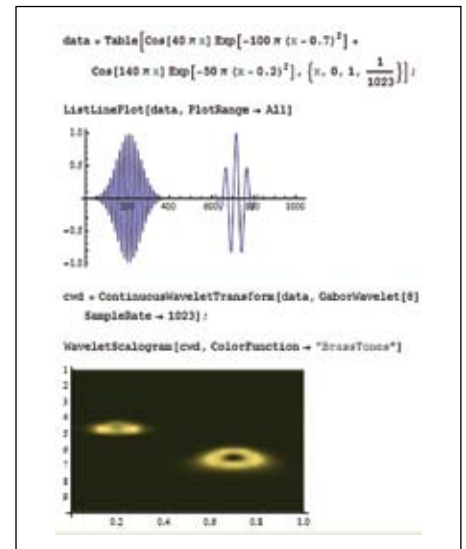 data = Table[Cos[40 π x] Exp[-100 π (x - 0.7)²] +
Cos[140 π x] Exp[-50 π (x - 0.2)²], {x, 0, 1, 1/1023}];
ListLinePlot[data, PlotRange → All]
1.0
0.5
200 400 600 800 1000
-0.5
-1.0
cwd = ContinuousWaveletTransform[data, GaborWavelet[8]
SampleRate → 1023];
WaveletScalogram[cwd, ColorFunction → "BrassTones"]
1
2
3
4
5
6
7
8
9
0.2 0.4 0.6 0.8 1.0